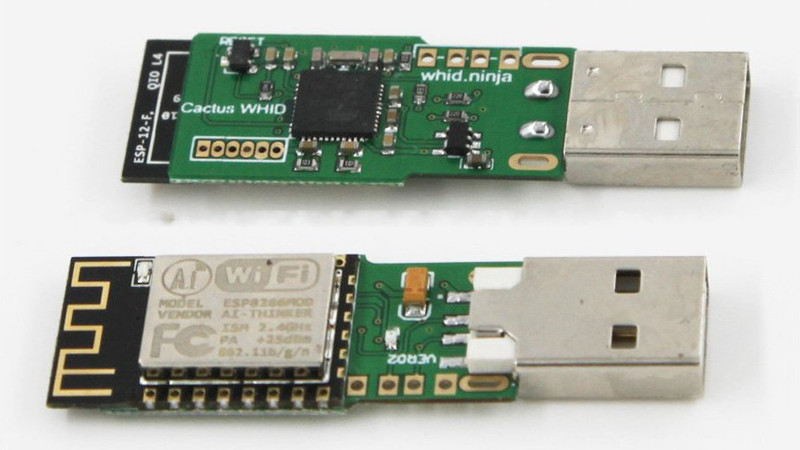 RESET
whid.ninja
Cactus WHID
ESP-12-F
QIO L4
Ai
WiFi
MODEL ESP8266MOD
VENDOR AI-THINKER
FC
ISM 2.4GHz
PA +25dBm
802.11b/g/n
VER02